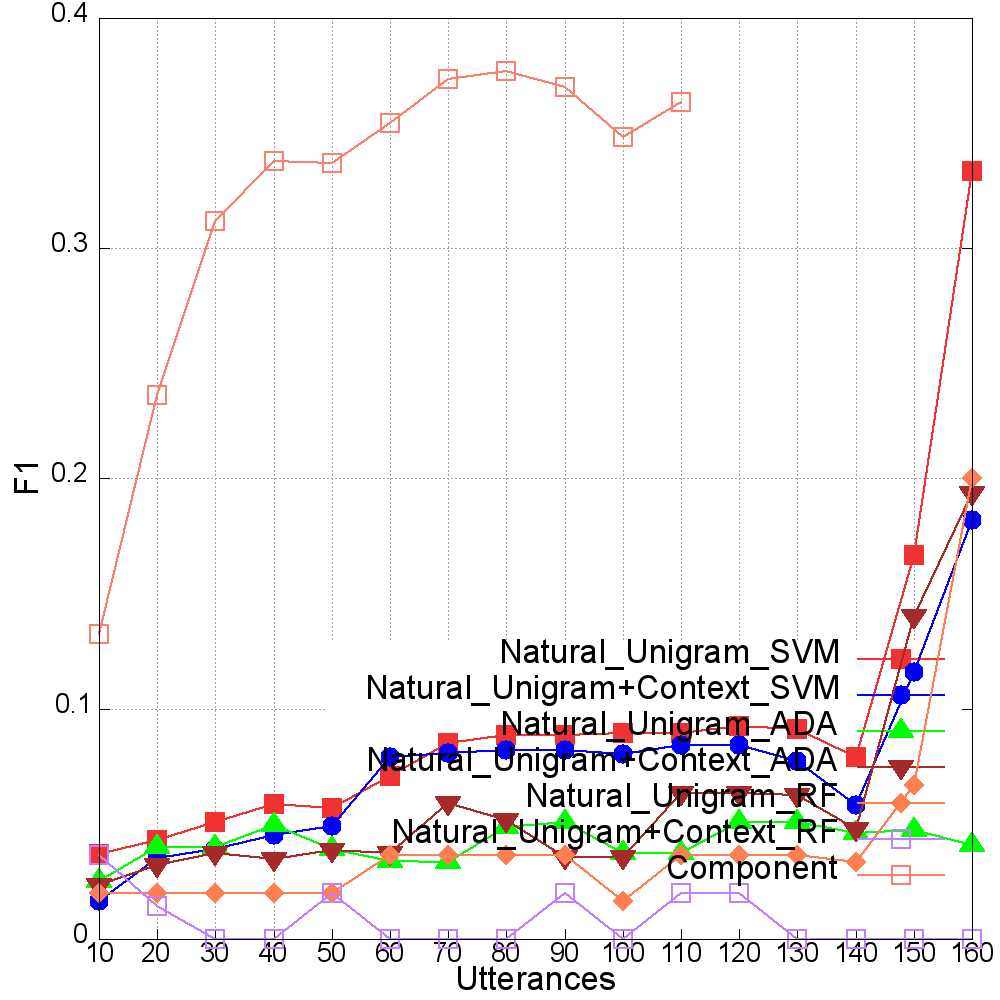 0.4
0.3
0.2
0.1
0
F1
Natural_Unigram_SVM
Natural_Unigram+Context_SVM
Natural_Unigram_ADA
Natural_Unigram+Context_ADA
Natural_Unigram_RF
Natural_Unigram+Context_RF
Component
10 20 30 40 50 60 70 80 90 100 110 120 130 140 150 160
Utterances